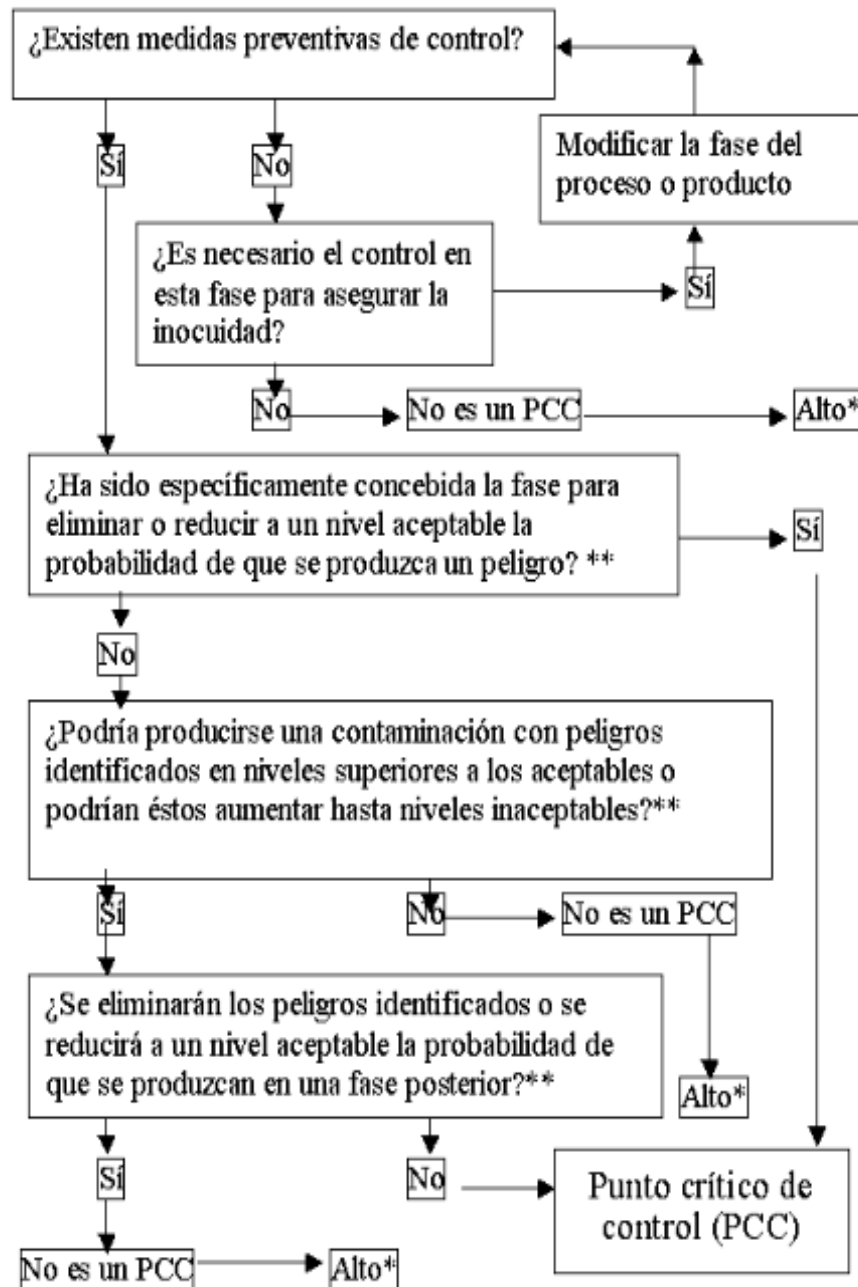 ¿Existen medidas preventivas de control?
Sí
No
Modificar la fase del
proceso o producto
¿Es necesario el control en
esta fase para asegurar la
inocuidad?
Sí
No
No es un PCC
Alto*
¿Ha sido específicamente concebida la fase para
eliminar o reducir a un nivel aceptable la
probabilidad de que se produzca un peligro? **
Sí
No
¿Podría producirse una contaminación con peligros
identificados en niveles superiores a los aceptables o
podrían éstos aumentar hasta niveles inaceptables?**
Sí
No
No es un PCC
Alto*
¿Se eliminarán los peligros identificados o se
reducirá a un nivel aceptable la probabilidad de
que se produzcan en una fase posterior?**
Sí
No
Punto crítico de
control (PCC)
No es un PCC
Alto*